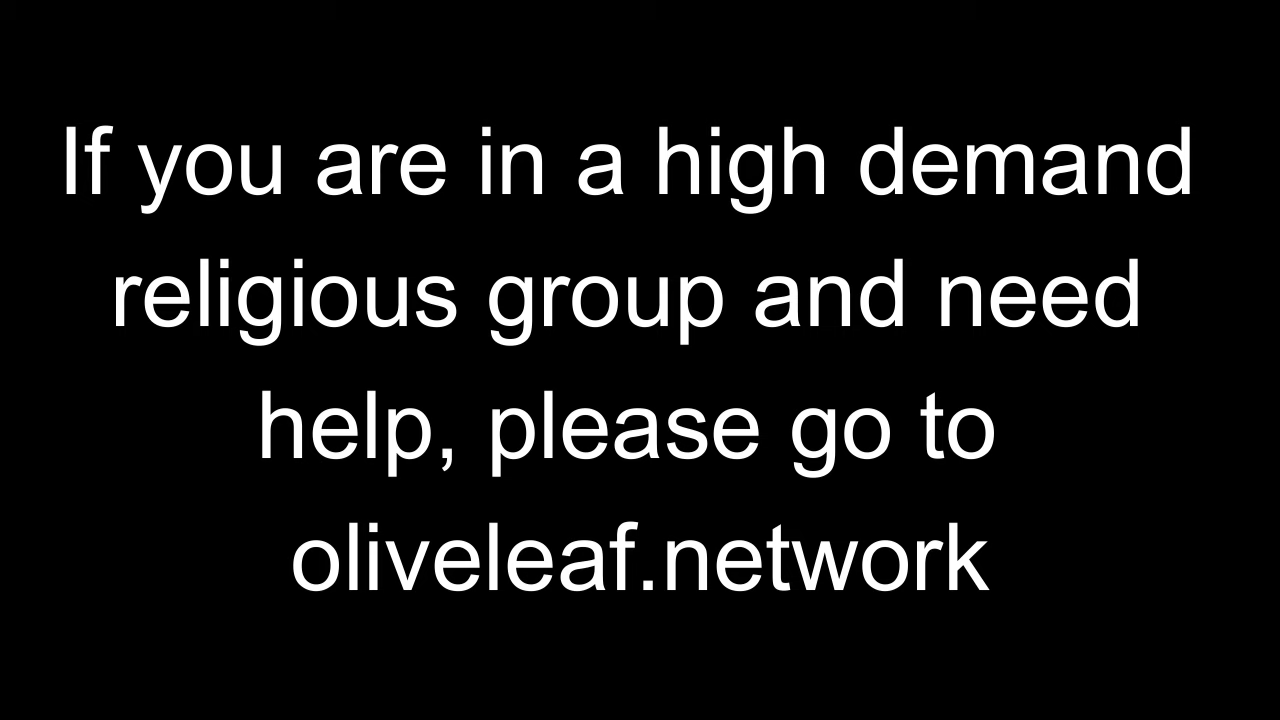 If you are in a high demand
religious group and need
help, please go to
oliveleaf.network